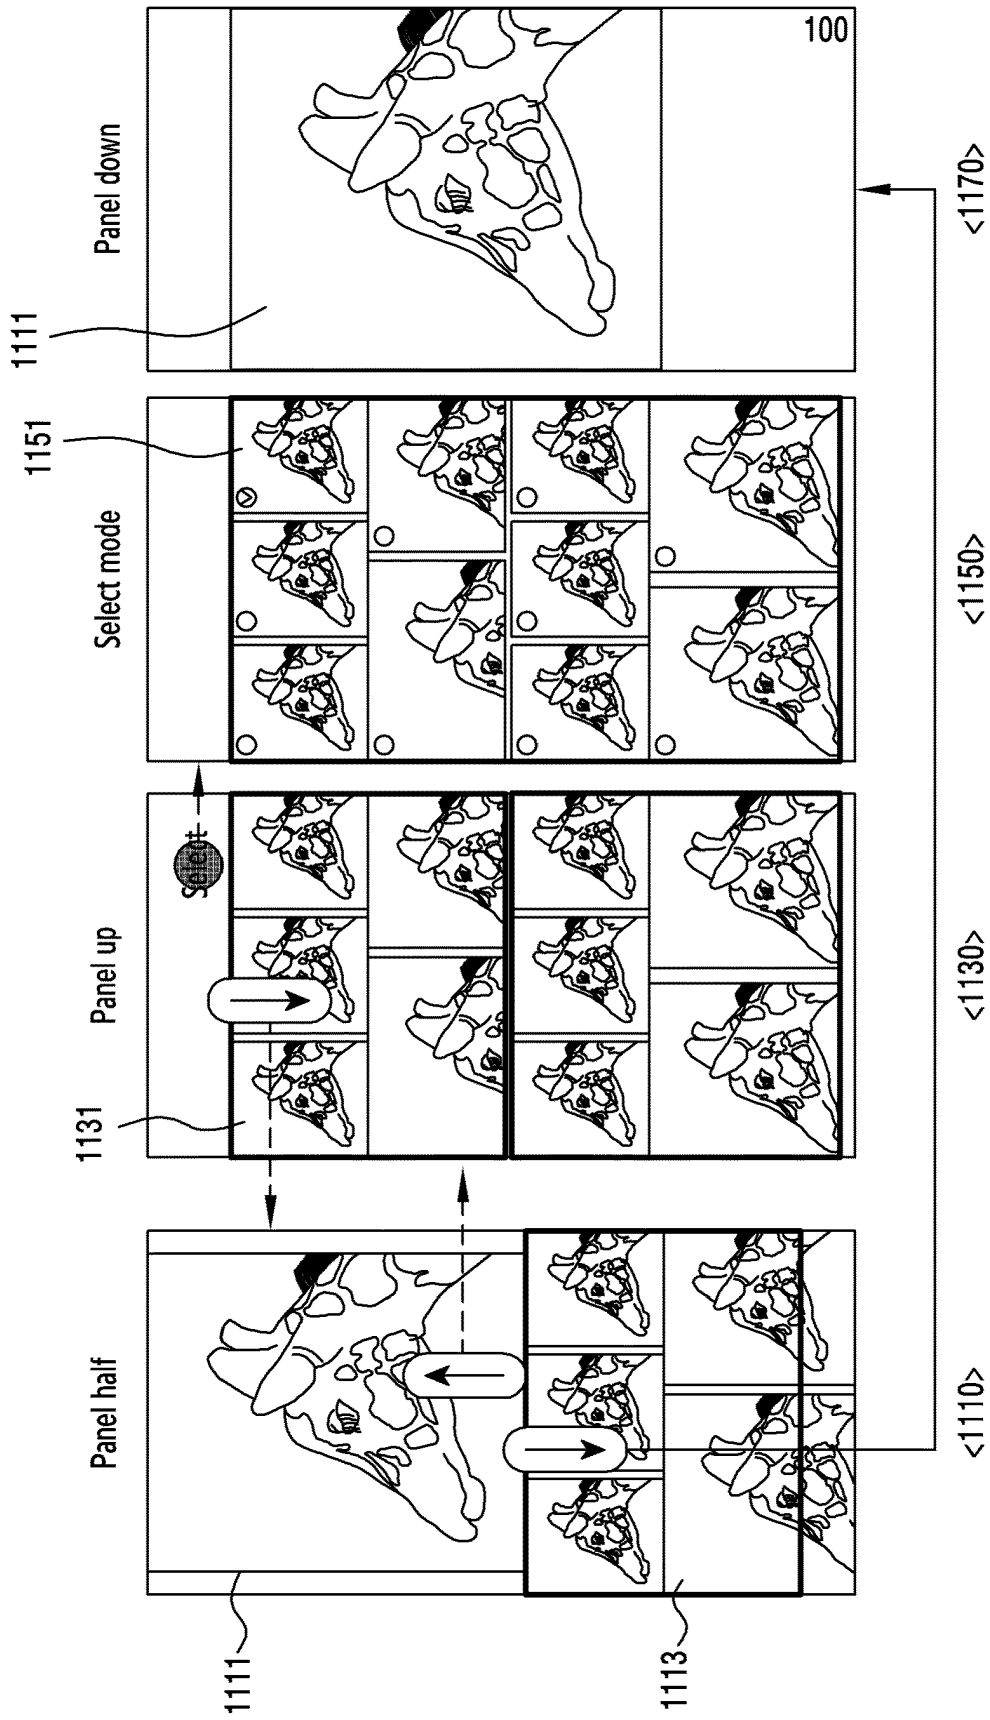 Panel half
Panel up
Select mode
Panel down
1111
1113
1131
Select
1151
1111
100
<1110>
<1130>
<1150>
<1170>